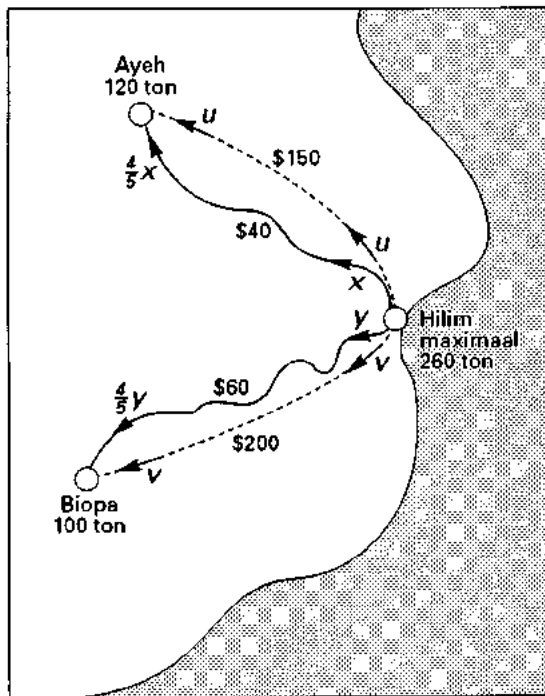 Ayeh
120 ton
u
$150
4/5 x
u
$40
x
y
Hilim
maximaal
260 ton
v
$60
4/5 y
$200
v
Biopa
100 ton